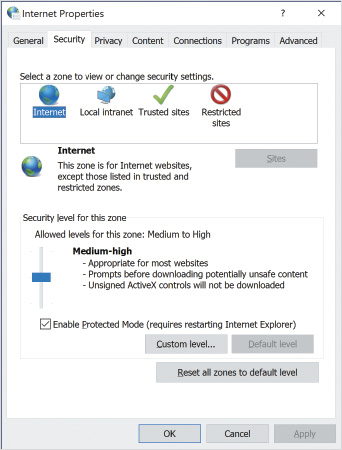 Internet Properties
?
General Security Privacy Content Connections Programs Advanced
Select a zone to view or change security settings.
Internet
Local intranet
Trusted sites
Restricted
sites
Internet
This zone is for Internet websites,
except those listed in trusted and
restricted zones.
Sites
Security level for this zone
Allowed levels for this zone: Medium to High
Medium-high
- Appropriate for most websites
- Prompts before downloading potentially unsafe content
- Unsigned ActiveX controls will not be downloaded
Enable Protected Mode (requires restarting Internet Explorer)
Custom level... Default level
Reset all zones to default level
OK Cancel Apply